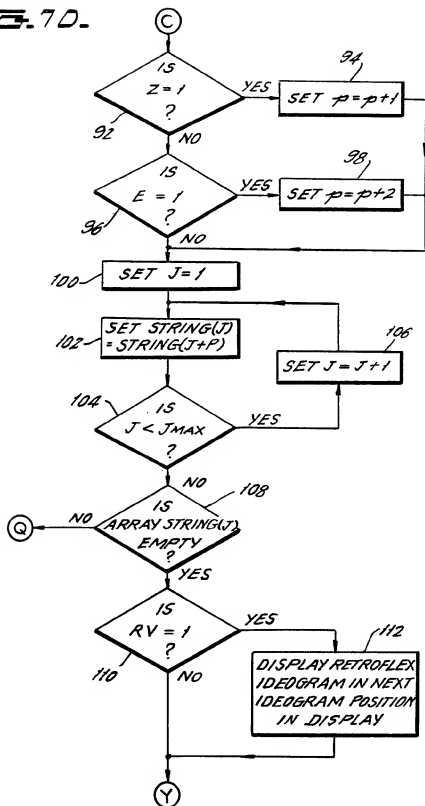 FIG. 7D.
C
IS
Z = 1
?
92
YES
94
SET p = p+1
NO
IS
E = 1
?
96
YES
98
SET p = p+2
NO
100
SET J = 1
102
SET STRING(J)
= STRING(J+P)
106
SET J = J+1
104
IS
J < JMAX
?
YES
NO
108
IS
ARRAY STRING(J)
EMPTY
?
NO
Q
YES
IS
RV = 1
?
110
YES
112
DISPLAY RETROFLEX
IDEOGRAM IN NEXT
IDEOGRAM POSITION
IN DISPLAY
NO
Y